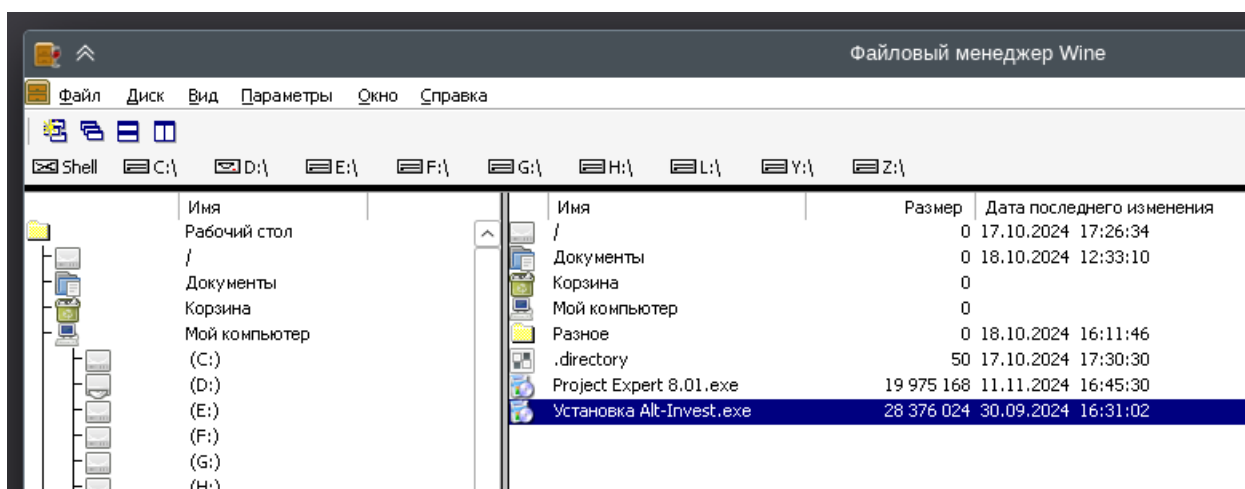 Файловый менеджер Wine
Файл Диск Вид Параметры Окно Справка
Shell C:\ D:\ E:\ F:\ G:\ H:\ L:\ Y:\ Z:\
Имя Имя Размер Дата последнего изменения
Рабочий стол / 0 17.10.2024 17:26:34
/ Документы 0 18.10.2024 12:33:10
Документы Корзина 0
Корзина Мой компьютер 0
Мой компьютер Разное 0 18.10.2024 16:11:46
(C:) .directory 50 17.10.2024 17:30:30
(D:) Project Expert 8.01.exe 19 975 168 11.11.2024 16:45:30
(E:) Установка Alt-Invest.exe 28 376 024 30.09.2024 16:31:02
(F:)
(G:)
(H:)